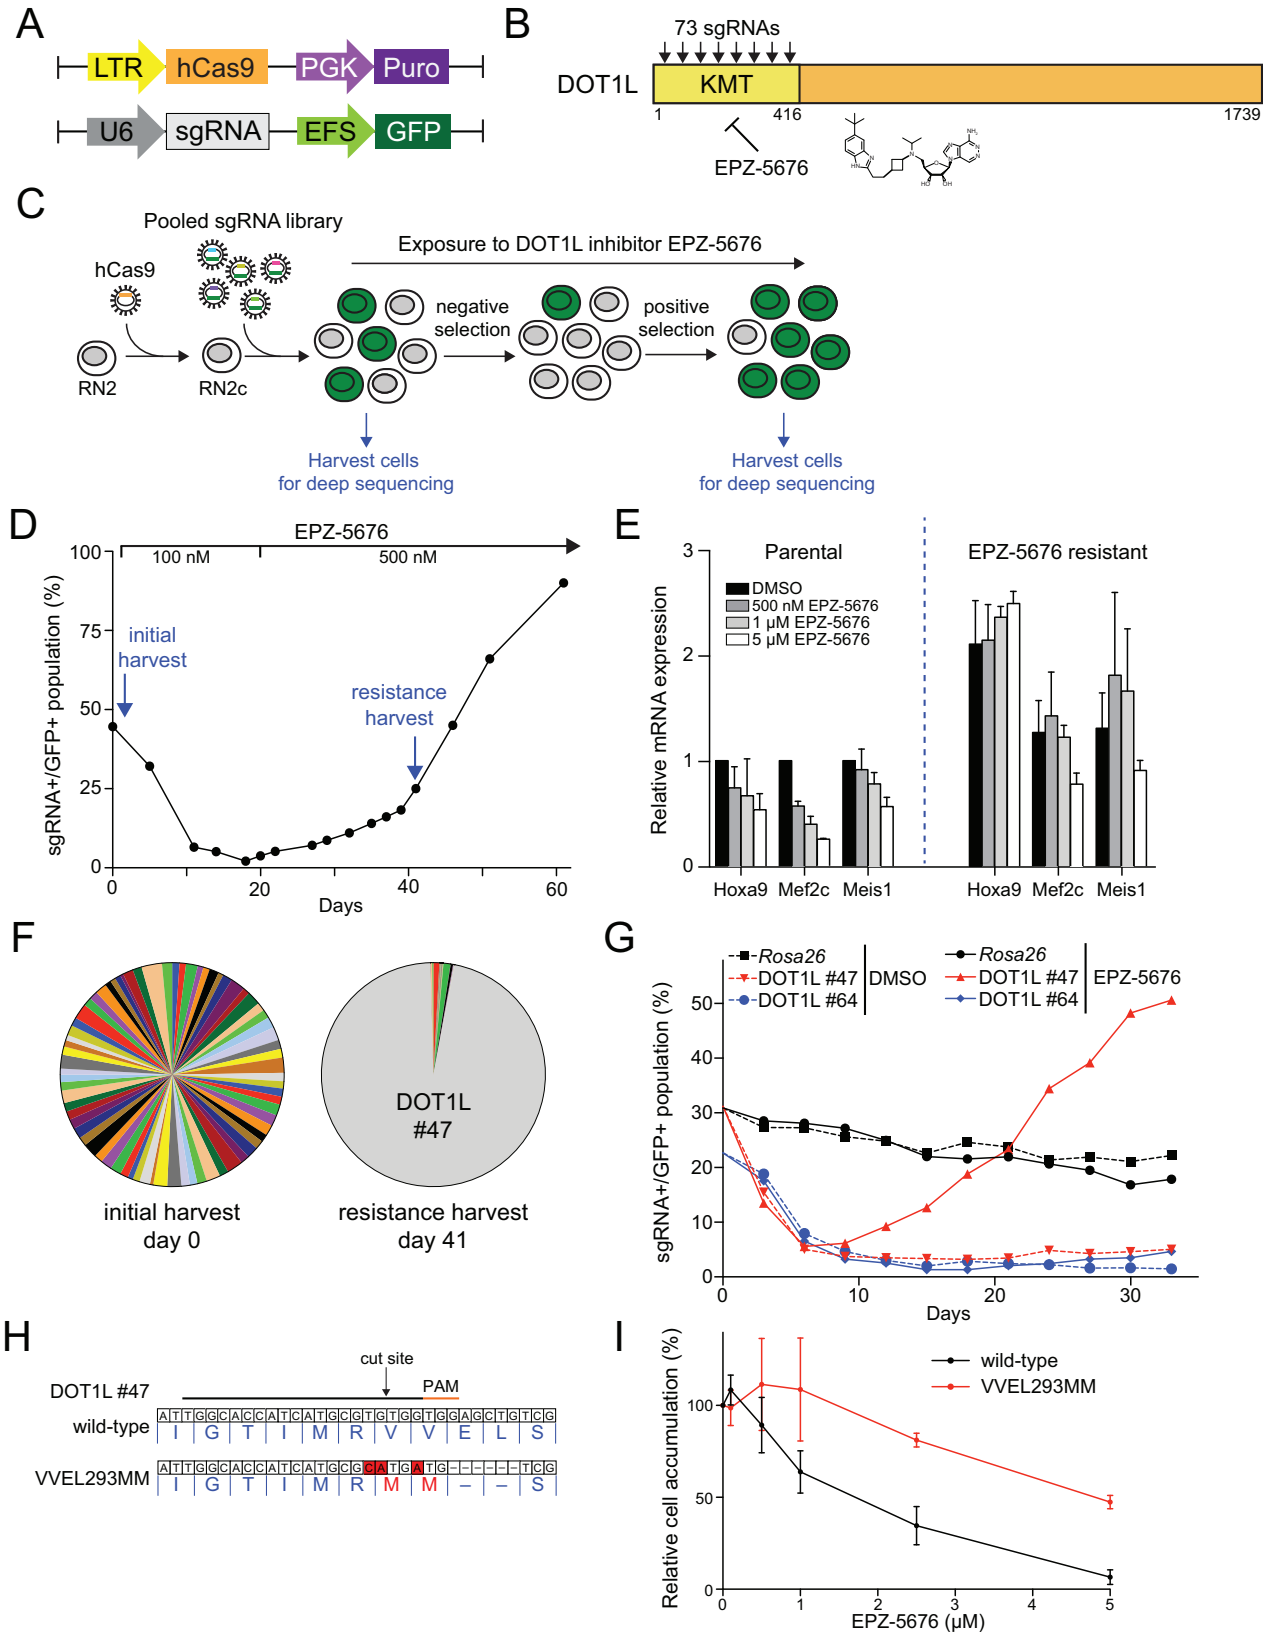 A
LTR hCas9 PGK Puro
U6 sgRNA EFS GFP
B
73 sgRNAs
DOT1L KMT
1 416 1739
EPZ-5676
NH₂
N N N N
N N O
HN
HO OH
C
Pooled sgRNA library
Exposure to DOT1L inhibitor EPZ-5676
hCas9
negative selection
positive selection
RN2 RN2c
Harvest cells
for deep sequencing
Harvest cells
for deep sequencing
D
EPZ-5676
100 nM 500 nM
sgRNA+/GFP+ population (%)
100
75
50
25
0
initial
harvest
resistance
harvest
0 20 40 60
Days
E
Relative mRNA expression
3
2
1
0
Parental EPZ-5676 resistant
DMSO
500 nM EPZ-5676
1 µM EPZ-5676
5 µM EPZ-5676
Hoxa9 Mef2c Meis1 Hoxa9 Mef2c Meis1
F
DOT1L
#47
initial harvest
day 0
resistance harvest
day 41
G
Rosa26
DOT1L #47
DOT1L #64
DMSO
Rosa26
DOT1L #47
DOT1L #64
EPZ-5676
sgRNA+/GFP+ population (%)
50
40
30
20
10
0
0 10 20 30
Days
H
cut site
DOT1L #47 PAM
wild-type ATTGGCACCATCATGCGTGTGGTGGAGCTGTCG
I G T I M R V V E L S
VVEL293MM ATTGGCACCATCATGCGCATGATG––––––TCG
I G T I M R M M – – S
I
Relative cell accumulation (%)
100
50
0
wild-type
VVEL293MM
0 1 2 3 4 5
EPZ-5676 (µM)